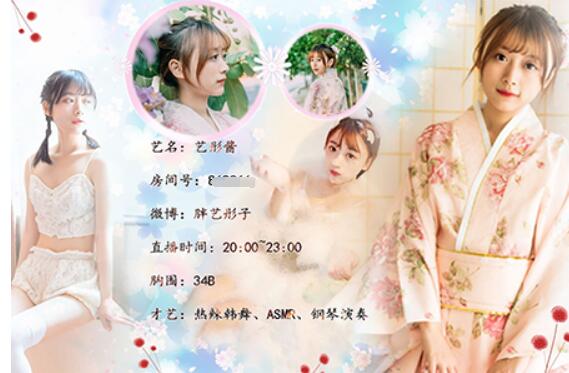 艺名：艺彤酱
房间号：
微博：胖艺彤子
直播时间：20:00~23:00
胸围：34B
才艺：热辣韩舞、ASMR、钢琴演奏